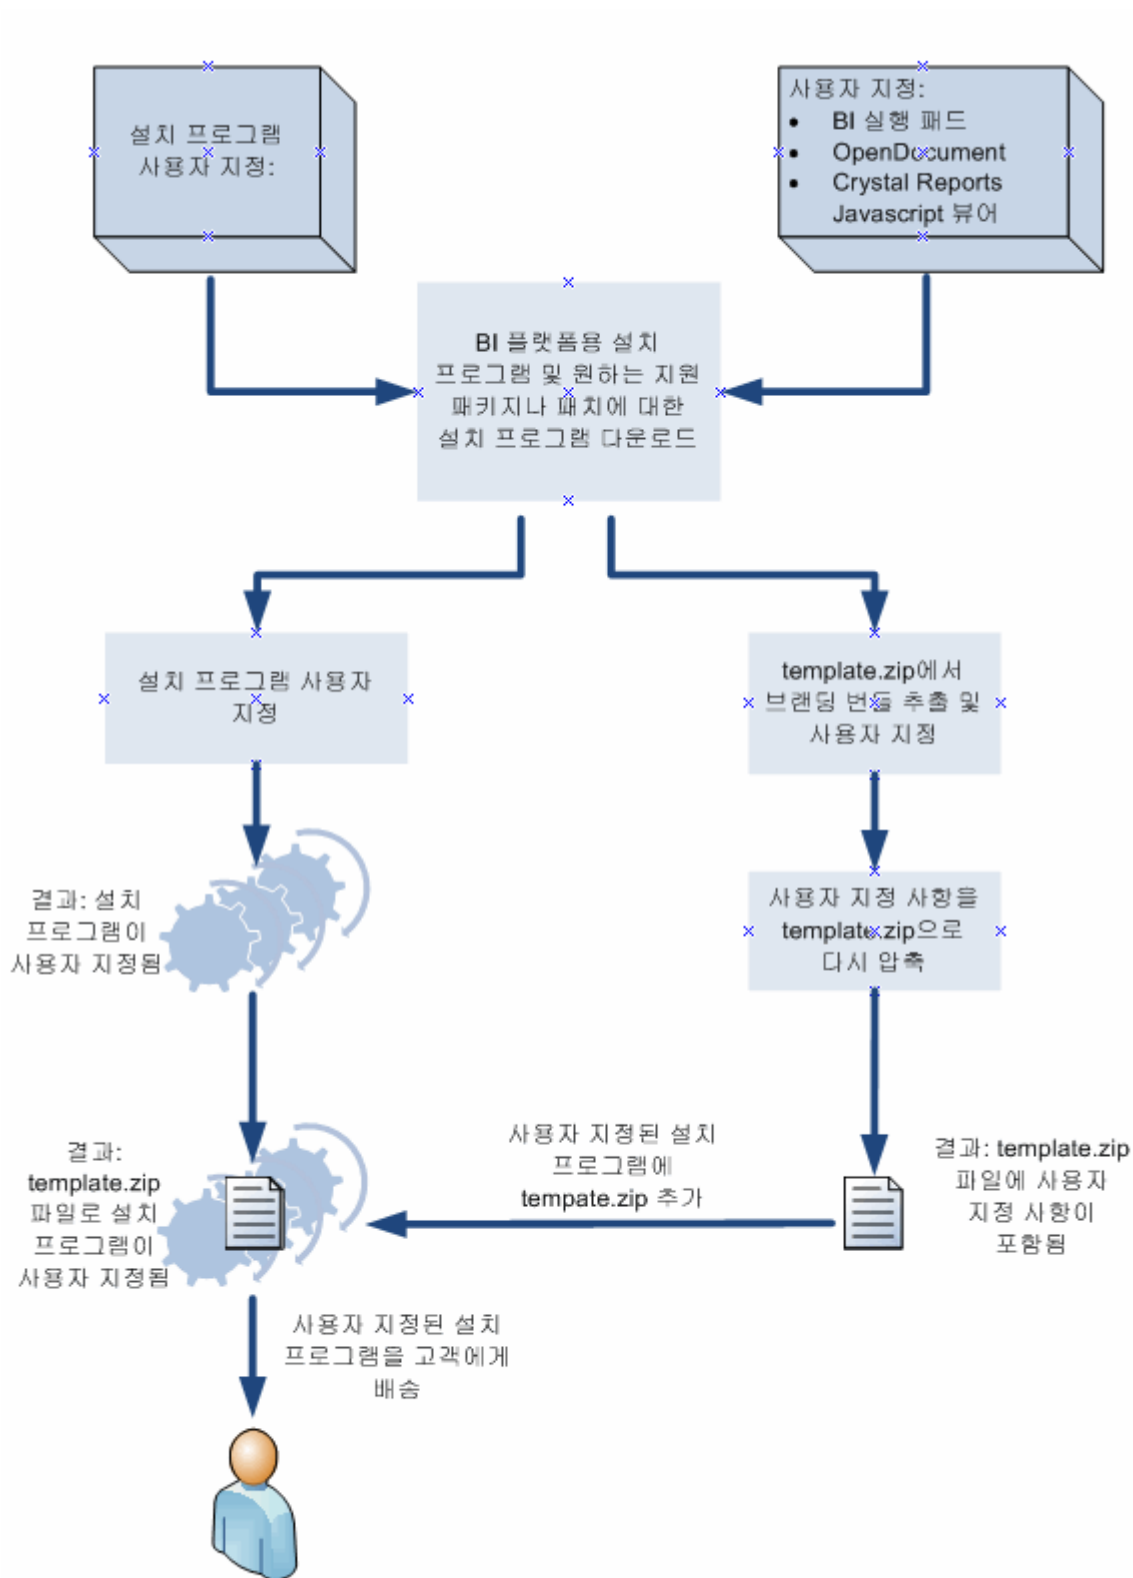 설치 프로그램
사용자 지정:
사용자 지정:
• BI 실행 패드
• OpenDocument
• Crystal Reports
Javascript 뷰어
BI 플랫폼용 설치
프로그램 및 원하는 지원
패키지나 패치에 대한
설치 프로그램 다운로드
설치 프로그램 사용자
지정
template.zip에서
브랜딩 번들 추출 및
사용자 지정
결과: 설치
프로그램이
사용자 지정됨
사용자 지정 사항을
template.zip으로
다시 압축
결과:
template.zip
파일로 설치
프로그램이
사용자 지정됨
사용자 지정된 설치
프로그램에
tempate.zip 추가
결과: template.zip
파일에 사용자
지정 사항이
포함됨
사용자 지정된 설치
프로그램을 고객에게
배송